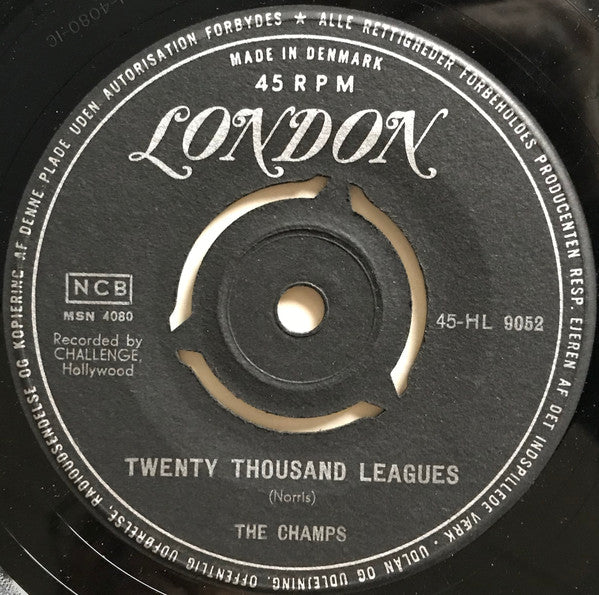 ALLE RETTIGHEDER FORBEHOLDES PRODUCENTEN RESP. EJEREN AF DET INDSPILLEDE VÆRK · UDLAN OG UDLEJNING, OFFENTLIG UDFØRELSE, RADIOUDSENDELSE OG KOPIERING AF DENNE PLADE UDEN AUTORISATION FORBYDES ★
MADE IN DENMARK
45 RPM
LONDON
NCB
MSN 4080
45-HL 9052
Recorded by
CHALLENGE,
Hollywood
TWENTY THOUSAND LEAGUES
(Norris)
THE CHAMPS